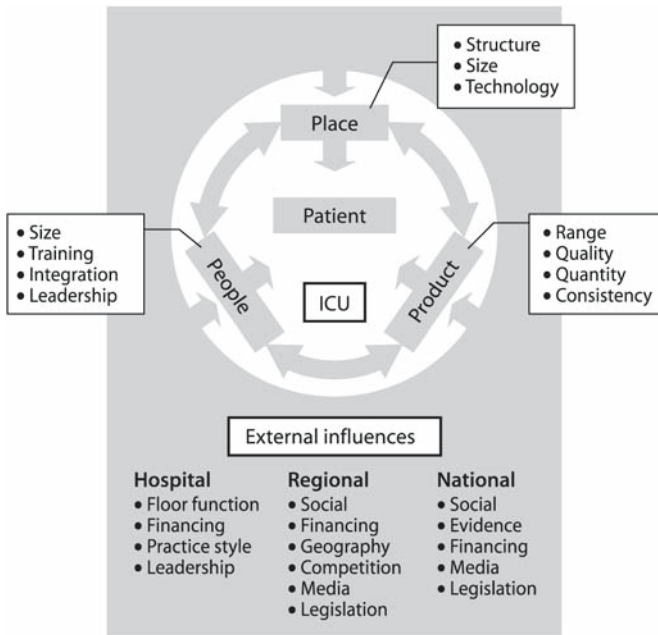 • Structure
• Size
• Technology
Place
Patient
• Size
• Training
• Integration
• Leadership
People
ICU
Product
• Range
• Quality
• Quantity
• Consistency
External influences
Hospital
• Floor function
• Financing
• Practice style
• Leadership
Regional
• Social
• Financing
• Geography
• Competition
• Media
• Legislation
National
• Social
• Evidence
• Financing
• Media
• Legislation